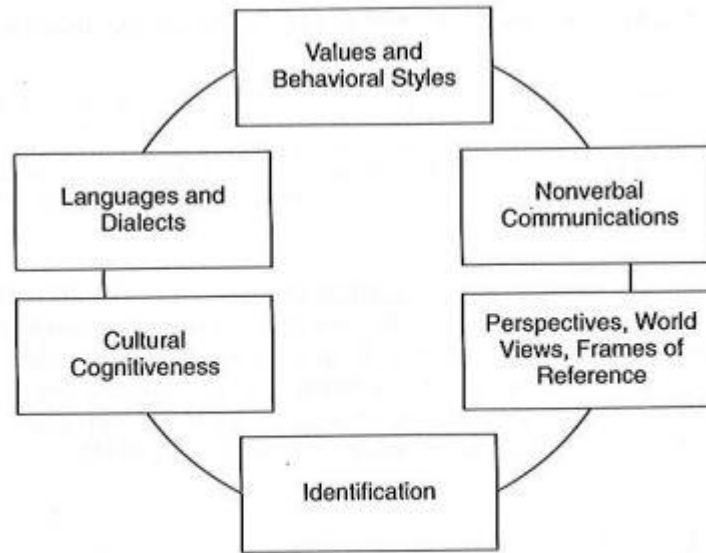 Values and
Behavioral Styles
Languages and
Dialects
Nonverbal
Communications
Cultural
Cognitiveness
Perspectives, World
Views, Frames of
Reference
Identification